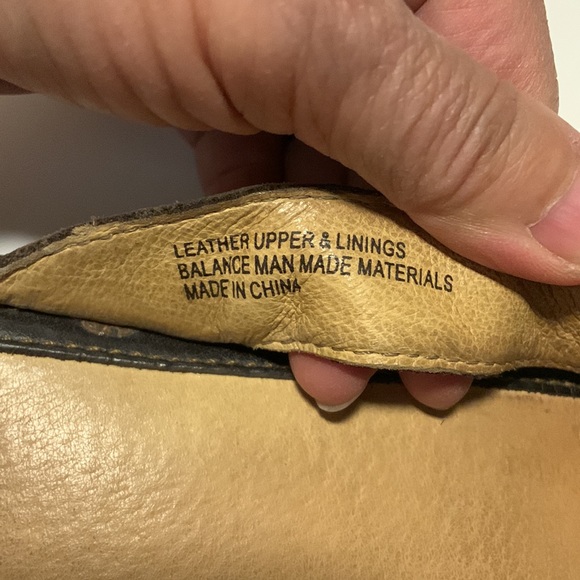 LEATHER UPPER & LININGS
BALANCE MAN MADE MATERIALS
MADE IN CHINA